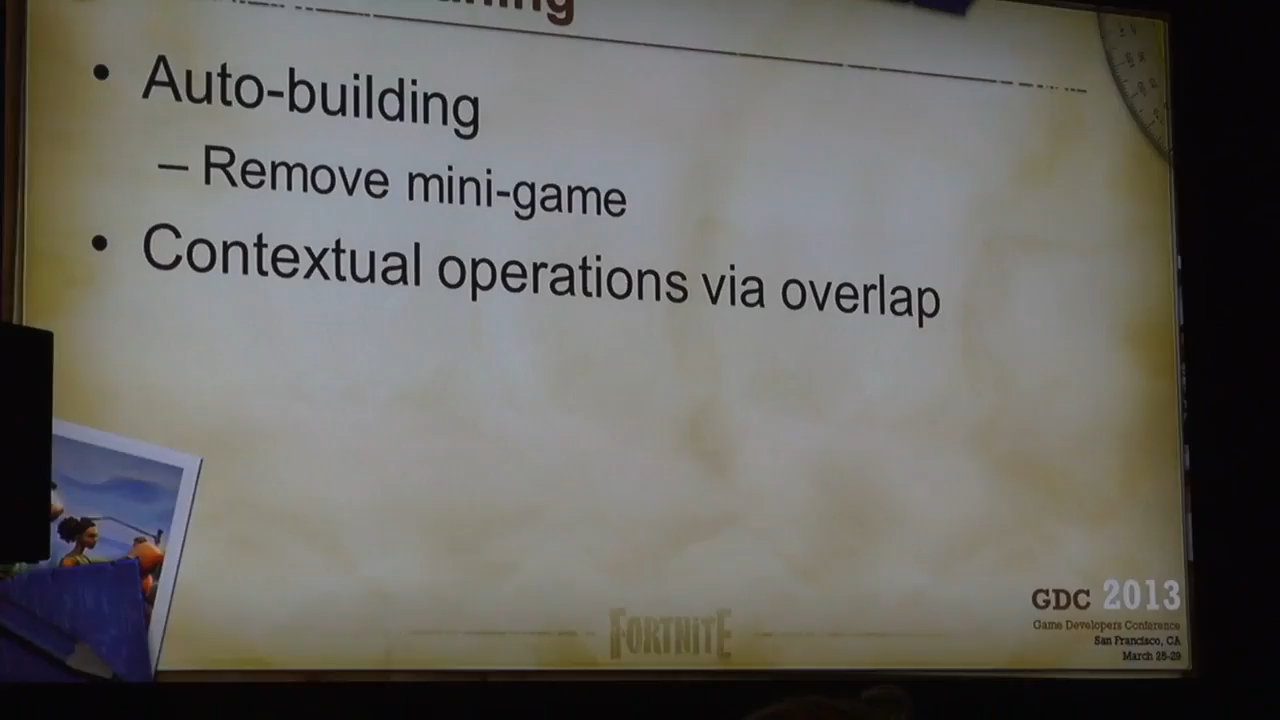 • Auto-building
– Remove mini-game
• Contextual operations via overlap
FORTNITE
GDC 2013
Game Developers Conference
San Francisco, CA
March 25-29